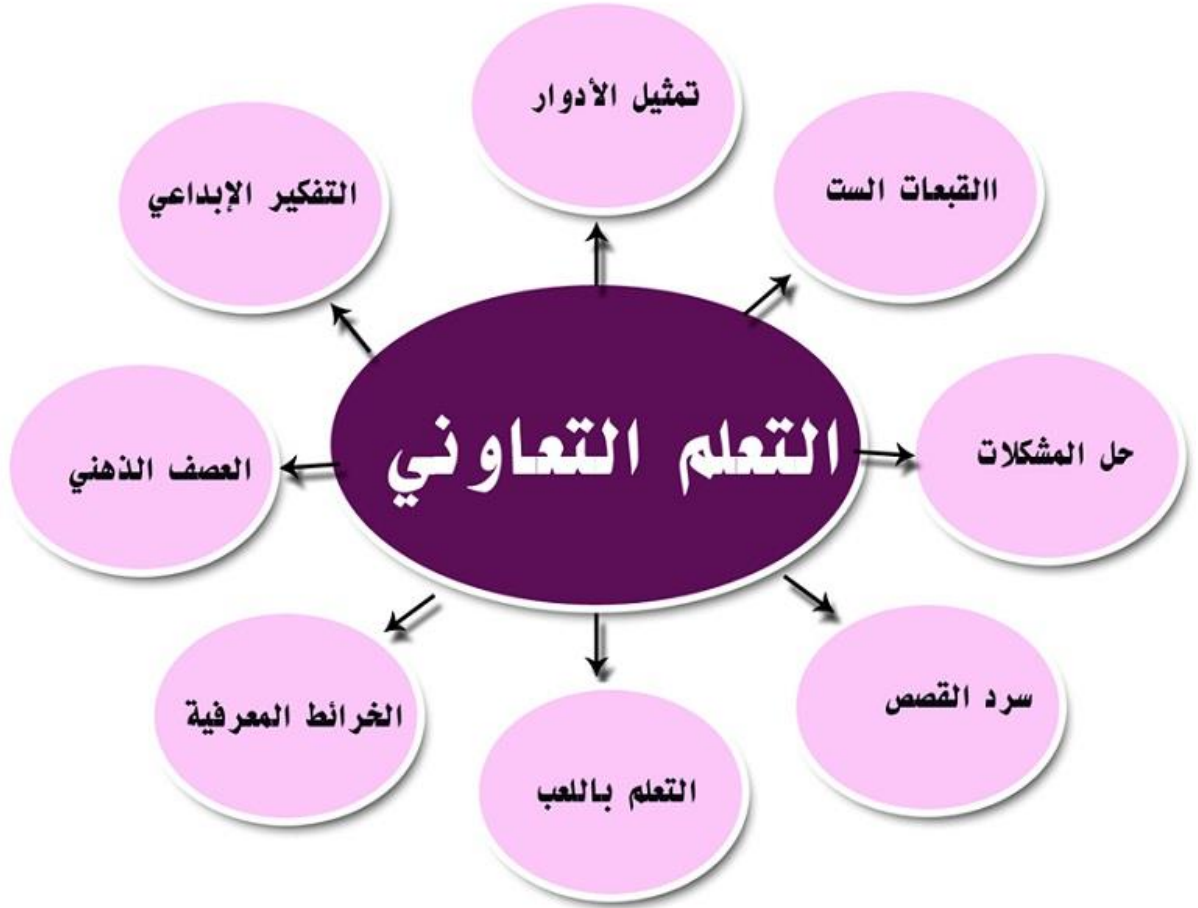 تمثيل الأدوار
االقبعات الست
التفكير الإبداعي
التعلم التعاوني
حل المشكلات
العصف الذهني
سرد القصص
الخرائط المعرفية
التعلم باللعب